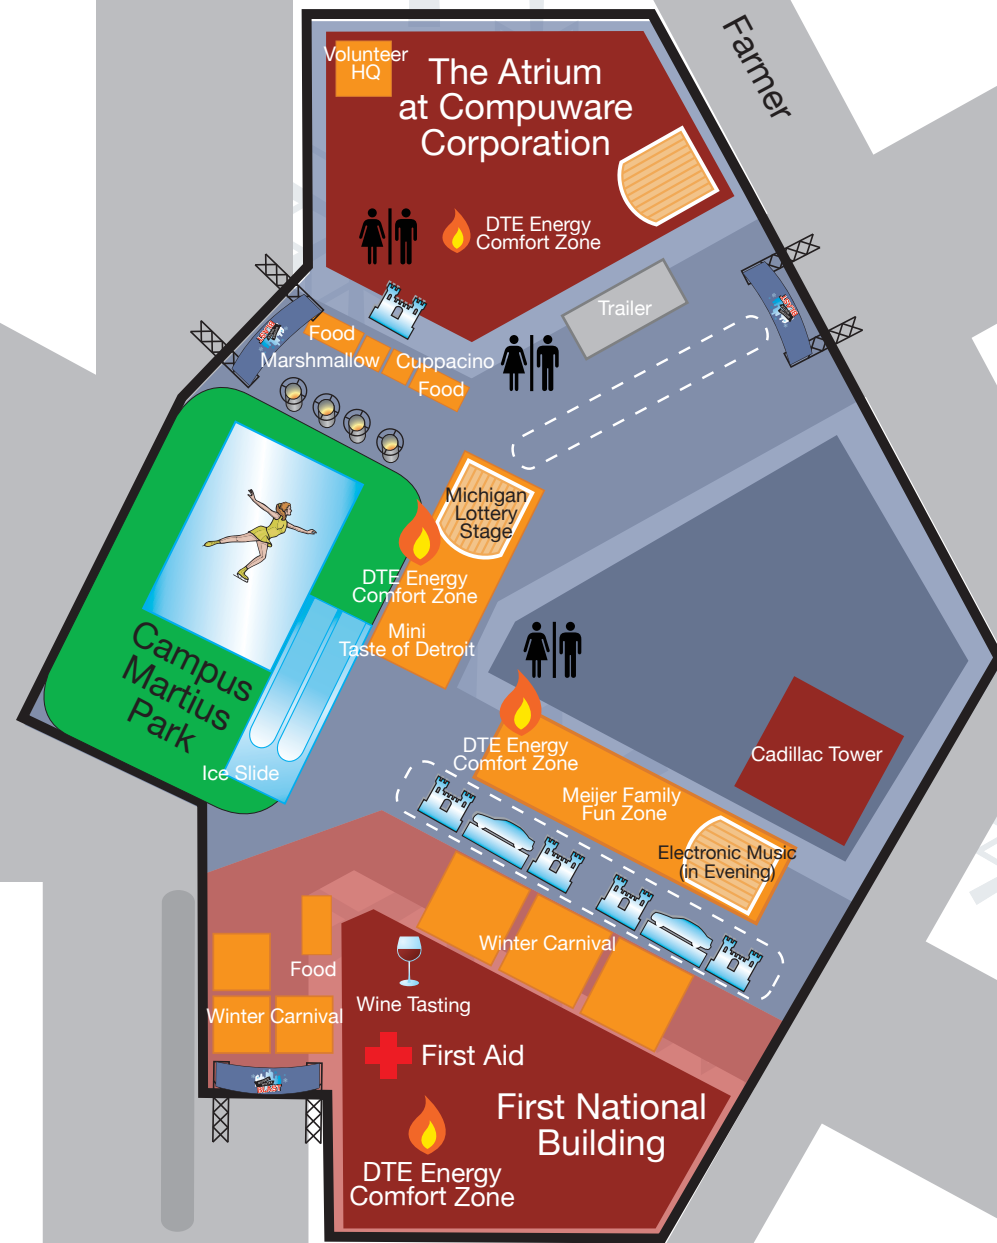 Farmer
Volunteer
HQ
The Atrium
at Compuware
Corporation
DTE Energy
Comfort Zone
Trailer
Food
Marshmallow
Cuppacino
Food
Michigan
Lottery
Stage
DTE Energy
Comfort Zone
Mini
Taste of Detroit
Campus
Martius
Park
Ice Slide
DTE Energy
Comfort Zone
Cadillac Tower
Meijer Family
Fun Zone
Electronic Music
(in Evening)
Winter Carnival
Food
Wine Tasting
Winter Carnival
First Aid
First National
Building
DTE Energy
Comfort Zone